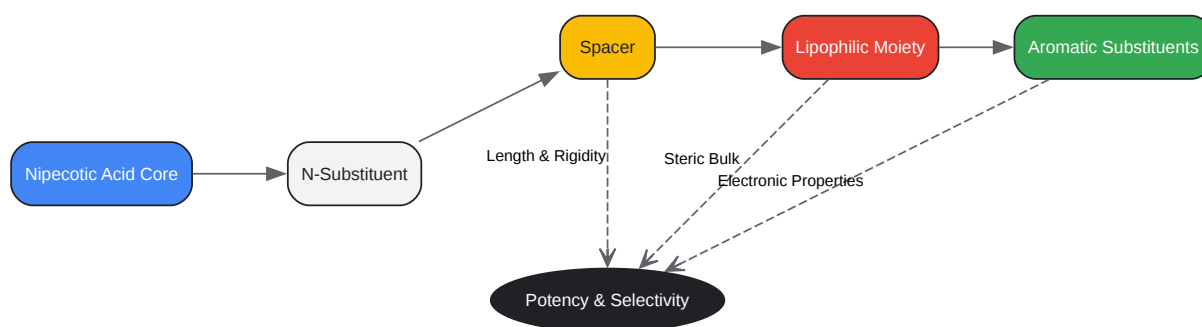 Spacer
Lipophilic Moiety
Aromatic Substituents
Length & Rigidity
Steric Bulk
Nipecotic Acid Core
N-Substituent
Electronic Properties
Potency & Selectivity